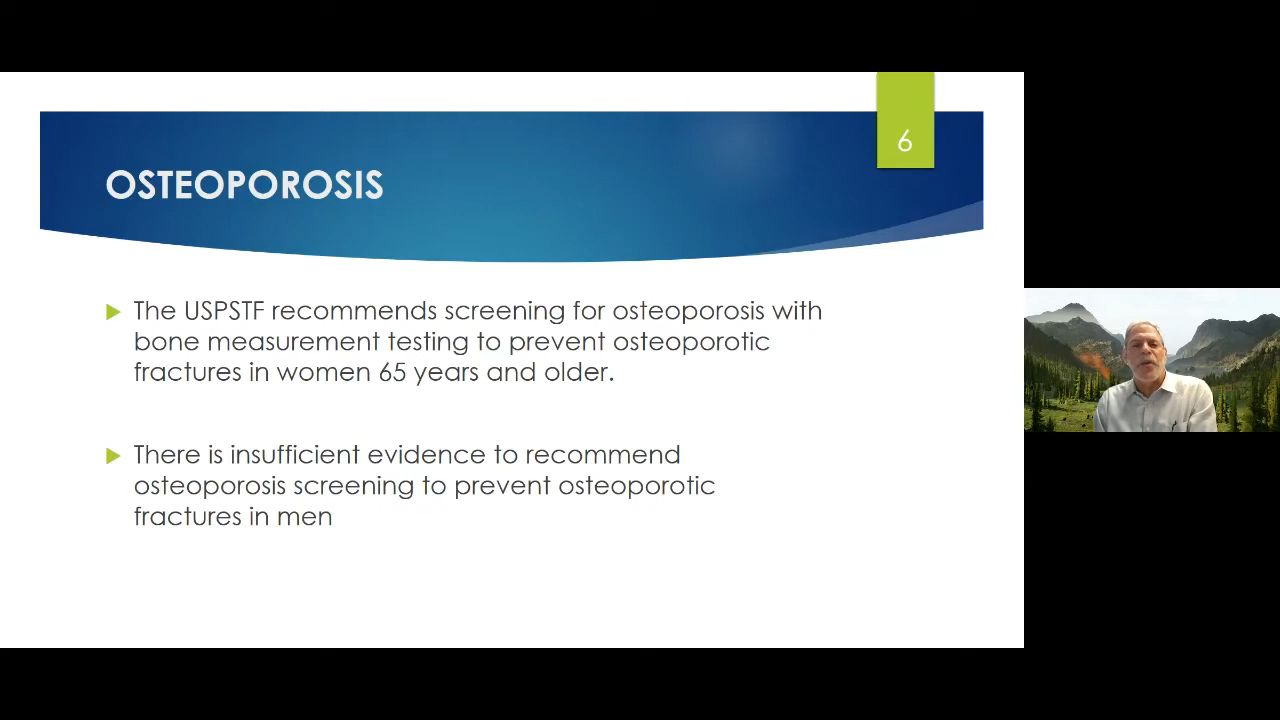 6
OSTEOPOROSIS
The USPSTF recommends screening for osteoporosis with
bone measurement testing to prevent osteoporotic
fractures in women 65 years and older.
There is insufficient evidence to recommend
osteoporosis screening to prevent osteoporotic
fractures in men